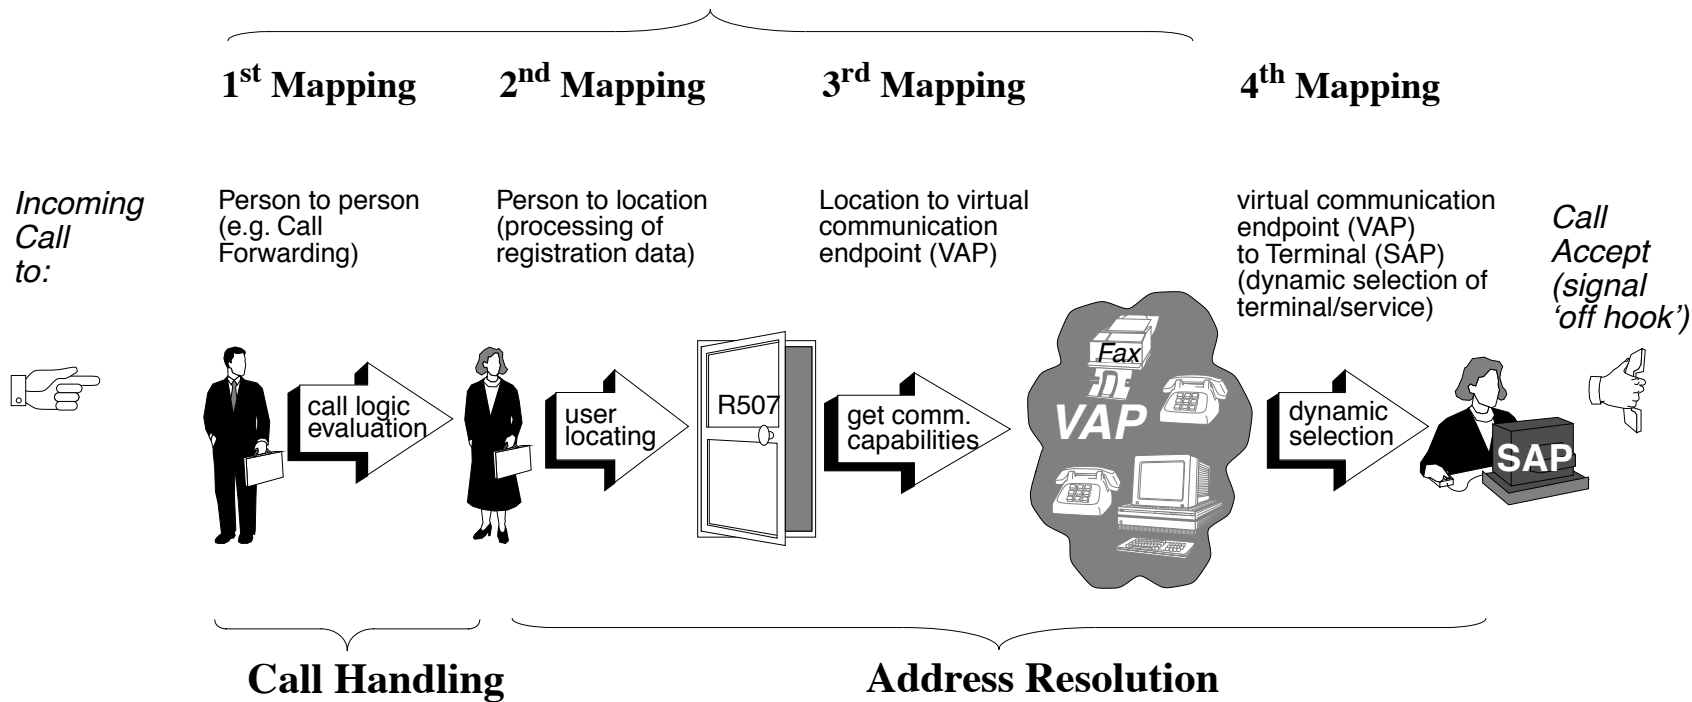 1st Mapping
2nd Mapping
3rd Mapping
4th Mapping
Incoming
Call
to:
Person to person
(e.g. Call
Forwarding)
Person to location
(processing of
registration data)
Location to virtual
communication
endpoint (VAP)
virtual communication
endpoint (VAP)
to Terminal (SAP)
(dynamic selection of
terminal/service)
Call
Accept
(signal
‘off hook’)
call logic
evaluation
user
locating
R507
get comm.
capabilities
Fax
VAP
dynamic
selection
SAP
Call Handling
Address Resolution